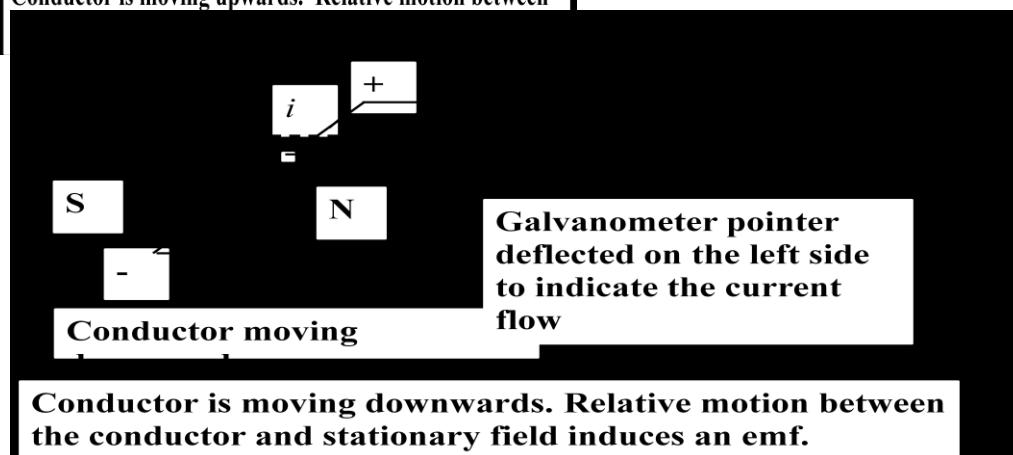 Conductor is moving upwards. Relative motion between
+
i
S
N
-
Galvanometer pointer
deflected on the left side
to indicate the current
flow
Conductor moving
Conductor is moving downwards. Relative motion between
the conductor and stationary field induces an emf.